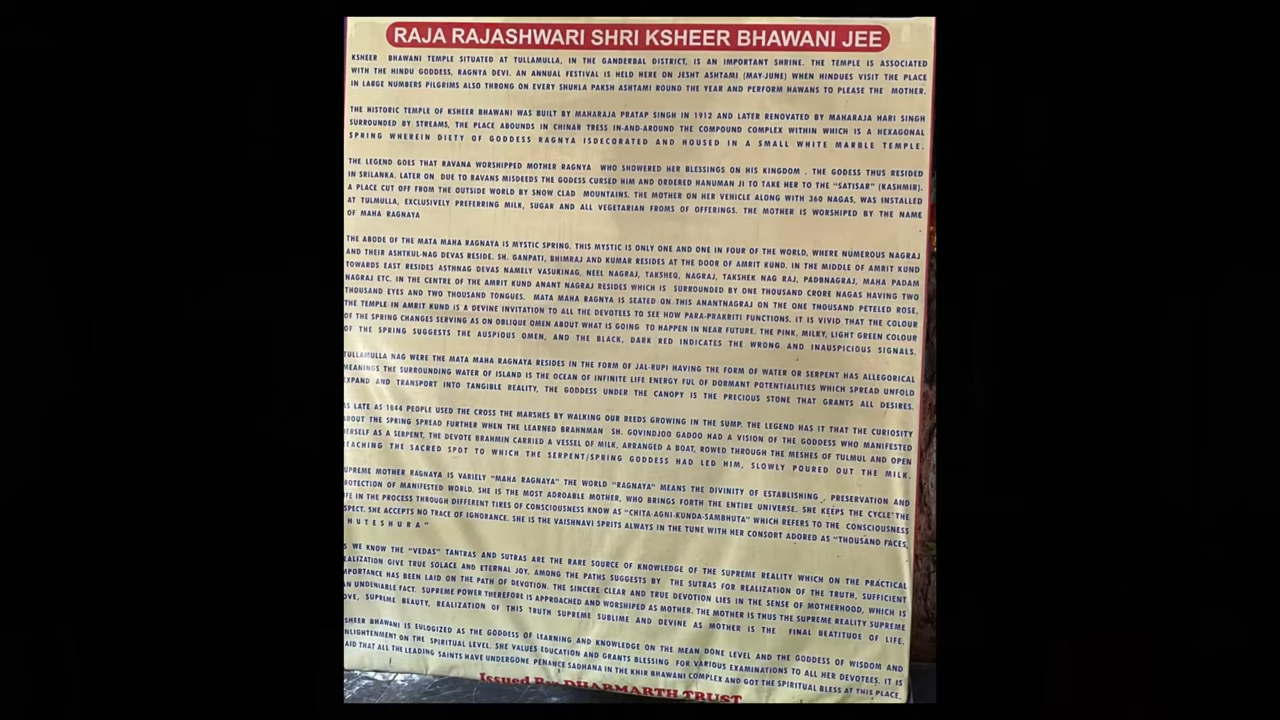 RAJA RAJASHWARI SHRI KSHEER BHAWANI JEE
KSHEER BHAWANI TEMPLE SITUATED AT TULLAMULLA, IN THE GANDERBAL DISTRICT, IS AN IMPORTANT SHRINE. THE TEMPLE IS ASSOCIATED
WITH THE HINDU GODDESS, RAGNYA DEVI. AN ANNUAL FESTIVAL IS HELD HERE ON JESHT ASHTAMI (MAY-JUNE) WHEN HINDUES VISIT THE PLACE
IN LARGE NUMBERS PILGRIMS ALSO THRONG ON EVERY SHUKLA PAKSH ASHTAMI ROUND THE YEAR AND PERFORM HAWANS TO PLEASE THE MOTHER.
THE HISTORIC TEMPLE OF KSHEER BHAWANI WAS BUILT BY MAHARAJA PRATAP SINGH IN 1912 AND LATER RENOVATED BY MAHARAJA HARI SINGH
SURROUNDED BY STREAMS, THE PLACE ABOUNDS IN CHINAR TRESS IN-AND-AROUND THE COMPOUND COMPLEX WITHIN WHICH IS A HEXAGONAL
SPRING WHEREIN DIETY OF GODDESS RAGNYA ISDECORATED AND HOUSED IN A SMALL WHITE MARBLE TEMPLE.
THE LEGEND GOES THAT RAVANA WORSHIPPED MOTHER RAGNYA WHO SHOWERED HER BLESSINGS ON HIS KINGDOM . THE GODESS THUS RESIDED
IN SRILANKA. LATER ON DUE TO RAVANS MISDEEDS THE GODESS CURSED HIM AND ORDERED HANUMAN JI TO TAKE HER TO THE "SATISAR" (KASHMIR).
A PLACE CUT OFF FROM THE OUTSIDE WORLD BY SNOW CLAD MOUNTAINS. THE MOTHER ON HER VEHICLE ALONG WITH 360 NAGAS, WAS INSTALLED
AT TULMULLA, EXCLUSIVELY PREFERING MILK, SUGAR AND ALL VEGETARIAN FROMS OF OFFERINGS. THE MOTHER IS WORSHIPED BY THE NAME
OF MAHA RAGNAYA
THE ABODE OF THE MATA MAHA RAGNAYA IS MYSTIC SPRING. THIS MYSTIC IS ONLY ONE AND ONE IN FOUR OF THE WORLD, WHERE NUMEROUS NAGRAJ
AND THEIR ASHTKUL-NAG DEVAS RESIDE. SH. GANPATI, BHIMRAJ AND KUMAR RESIDES AT THE DOOR OF AMRIT KUND. IN THE MIDDLE OF AMRIT KUND
TOWARDS EAST RESIDES ASTHNAG DEVAS NAMELY VASUKINAG, NEEL NAGRAJ, TAKSHEQ, NAGRAJ, TAKSHEK NAG RAJ, PADBNAGRAJ, MAHA PADAM
NAGRAJ ETC. IN THE CENTRE OF THE AMRIT KUND ANANT NAGRAJ RESIDES WHICH IS SURROUNDED BY ONE THOUSAND CRORE NAGAS HAVING TWO
THOUSAND EYES AND TWO THOUSAND TONGUES. MATA MAHA RAGNYA IS SEATED ON THIS ANANTNAGRAJ ON THE ONE THOUSAND PETELED ROSE.
THE TEMPLE IN AMRIT KUND IS A DEVINE INVITATION TO ALL THE DEVOTEES TO SEE HOW PARA-PRAKRITI FUNCTIONS. IT IS VIVID THAT THE COLOUR
OF THE SPRING CHANGES SERVING AS ON OBLIQUE OMEN ABOUT WHAT IS GOING TO HAPPEN IN NEAR FUTURE. THE PINK, MILKY, LIGHT GREEN COLOUR
OF THE SPRING SUGGESTS THE AUSPIOUS OMEN, AND THE BLACK, DARK RED INDICATES THE WRONG AND INAUSPICIOUS SIGNALS.
TULLAMULLA NAG WERE THE MATA MAHA RAGNAYA RESIDES IN THE FORM OF JAL-RUPI HAVING THE FORM OF WATER OR SERPENT HAS ALLEGORICAL
MEANINGS THE SURROUNDING WATER OF ISLAND IS THE OCEAN OF INFINITE LIFE ENERGY FUL OF DORMANT POTENTIALITIES WHICH SPREAD UNFOLD
EXPAND AND TRANSPORT INTO TANGIBLE REALITY, THE GODDESS UNDER THE CANOPY IS THE PRECIOUS STONE THAT GRANTS ALL DESIRES.
AS LATE AS 1844 PEOPLE USED THE CROSS THE MARSHES BY WALKING OUR REEDS GROWING IN THE SUMP. THE LEGEND HAS IT THAT THE CURIOSITY
ABOUT THE SPRING SPREAD FURTHER WHEN THE LEARNED BRAHNMAN SH. GOVINDJOO GADOO HAD A VISION OF THE GODDESS WHO MANIFESTED
HERSELF AS A SERPENT, THE DEVOTE BRAHMIN CARRIED A VESSEL OF MILK, ARRANGED A BOAT, ROWED THROUGH THE MESHES OF TULMUL AND OPEN
EACHING THE SACRED SPOT TO WHICH THE SERPENT/SPRING GODDESS HAD LED HIM, SLOWLY POURED OUT THE MILK.
UPREME MOTHER RAGNAYA IS VARIELY "MAHA RAGNAYA" THE WORLD "RAGNAYA" MEANS THE DIVINITY OF ESTABLISHING , PRESERVATION AND
ROTECTION OF MANIFESTED WORLD. SHE IS THE MOST ADROABLE MOTHER, WHO BRINGS FORTH THE ENTIRE UNIVERSE. SHE KEEPS THE CYCLE THE
IFE IN THE PROCESS THROUGH DIFFERENT TIRES OF CONSCIOUSNESS KNOW AS "CHITA-AGNI-KUNDA-SAMBHUTA" WHICH REFERS TO THE CONSCIOUSNESS
SPECT. SHE ACCEPTS NO TRACE OF IGNORANCE. SHE IS THE VAISHNAVI SPRITS ALWAYS IN THE TUNE WITH HER CONSORT ADORED AS "THOUSAND FACES,
HUTESHURA"
S WE KNOW THE "VEDAS" TANTRAS AND SUTRAS ARE THE RARE SOURCE OF KNOWLEDGE OF THE SUPREME REALITY WHICH ON THE PRACTICAL
EALIZATION GIVE TRUE SOLACE AND ETERNAL JOY. AMONG THE PATHS SUGGESTS BY THE SUTRAS FOR REALIZATION OF THE TRUTH, SUFFICIENT
MPORTANCE HAS BEEN LAID ON THE PATH OF DEVOTION. THE SINCERE CLEAR AND TRUE DEVOTION LIES IN THE SENSE OF MOTHERHOOD, WHICH IS
AN UNDENIABLE FACT. SUPREME POWER THEREFORE IS APPROACHED AND WORSHIPED AS MOTHER. THE MOTHER IS THUS THE SUPREME REALITY SUPREME
OVE, SUPREME BEAUTY, REALIZATION OF THIS TRUTH SUPREME SUBLIME AND DEVINE AS MOTHER IS THE FINAL BEATITUDE OF LIFE.
SHEER BHAWANI IS EULOGIZED AS THE GODDESS OF LEARNING AND KNOWLEDGE ON THE MEAN DONE LEVEL AND THE GODDESS OF WISDOM AND
NLIGHTENMENT ON THE SPIRITUAL LEVEL. SHE VALUES EDUCATION AND GRANTS BLESSING FOR VARIOUS EXAMINATIONS TO ALL HER DEVOTEES. IT IS
AID THAT ALL THE LEADING SAINTS HAVE UNDERGONE PENANCE SADHANA IN THE KHIR BHAWANI COMPLEX AND GOT THE SPIRITUAL BLESS AT THIS PLACE.
Issued By: DHARMARTH TRUST